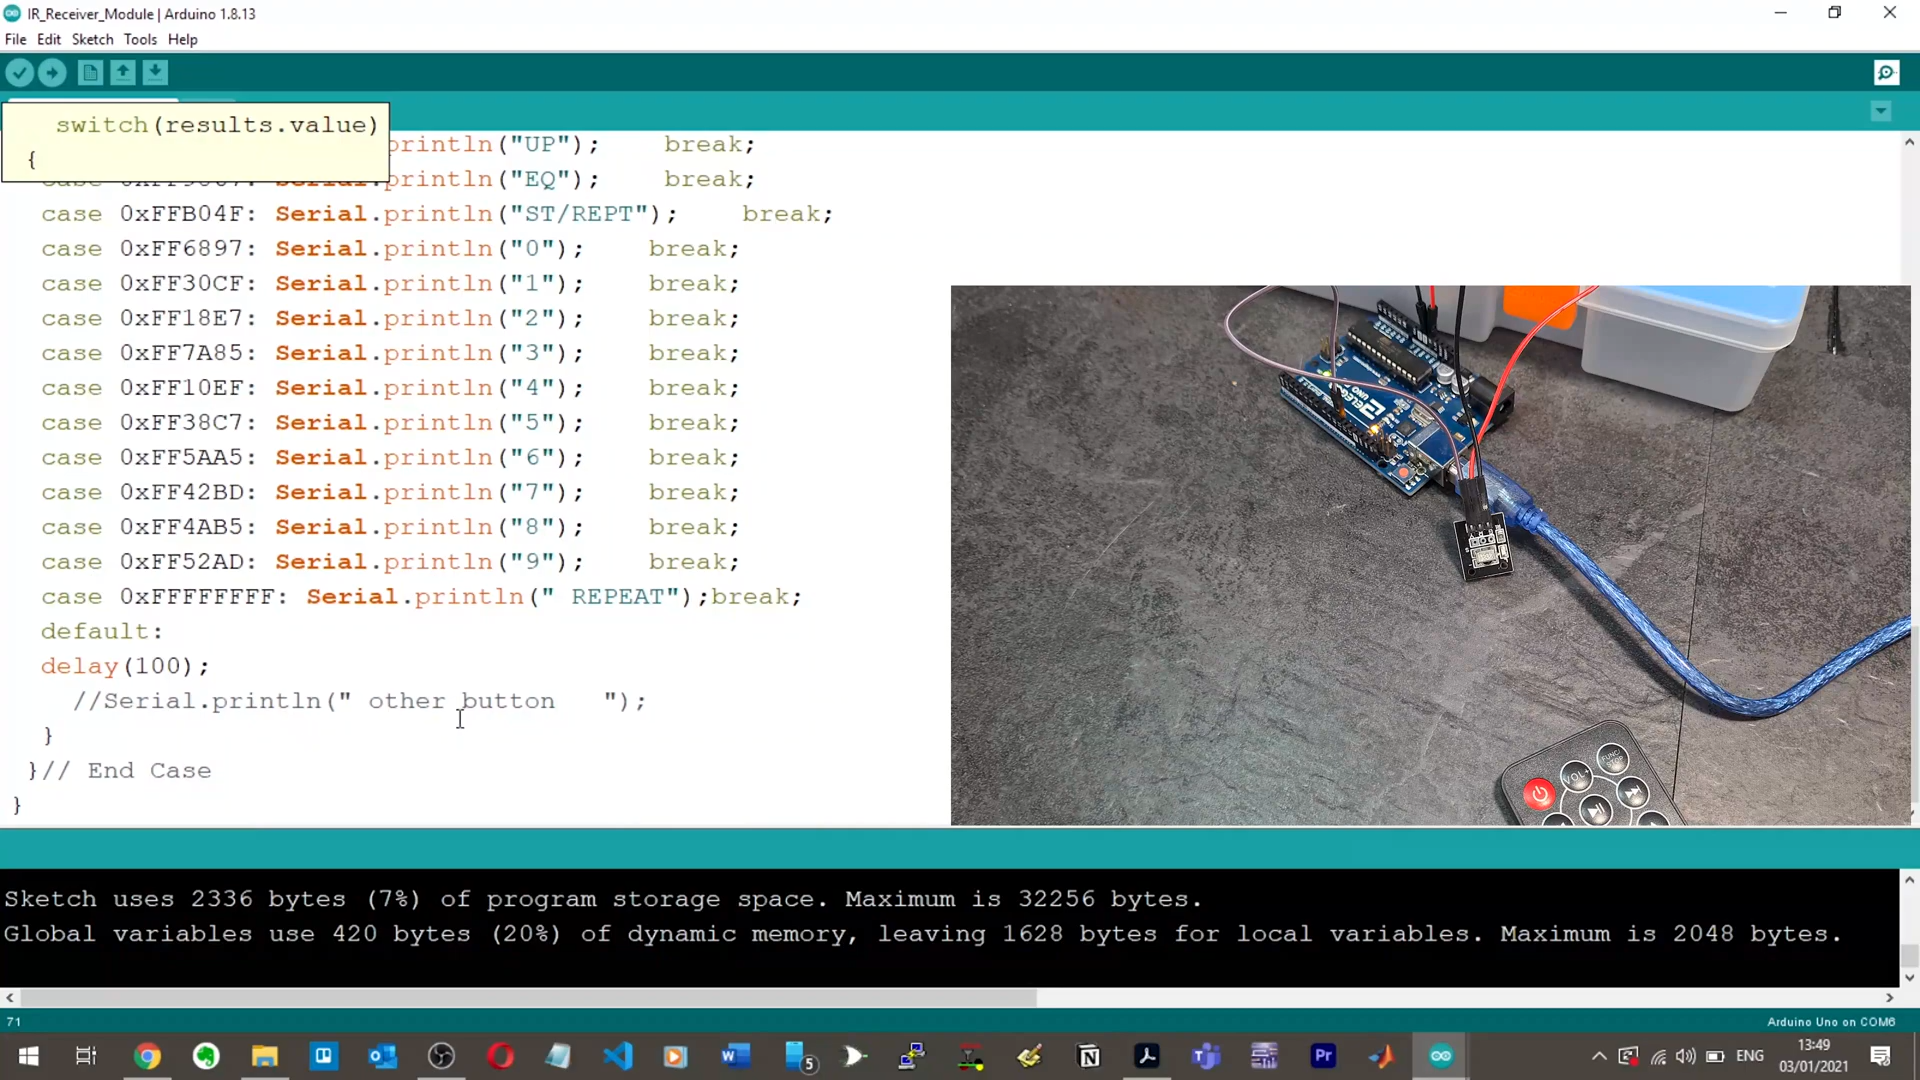 IR_Receiver_Module | Arduino 1.8.13
File Edit Sketch Tools Help
switch(results.value)
{
println("UP"); break;
println("EQ"); break;
case 0xFFB04F: Serial.println("ST/REPT"); break;
case 0xFF6897: Serial.println("0"); break;
case 0xFF30CF: Serial.println("1"); break;
case 0xFF18E7: Serial.println("2"); break;
case 0xFF7A85: Serial.println("3"); break;
case 0xFF10EF: Serial.println("4"); break;
case 0xFF38C7: Serial.println("5"); break;
case 0xFF5AA5: Serial.println("6"); break;
case 0xFF42BD: Serial.println("7"); break;
case 0xFF4AB5: Serial.println("8"); break;
case 0xFF52AD: Serial.println("9"); break;
case 0xFFFFFFFF: Serial.println(" REPEAT");break;
default:
delay(100);
//Serial.println(" other button   ");
}
}// End Case
}
UNO
VOL+
FUNC/
STOP
Sketch uses 2336 bytes (7%) of program storage space. Maximum is 32256 bytes.
Global variables use 420 bytes (20%) of dynamic memory, leaving 1628 bytes for local variables. Maximum is 2048 bytes.
71
Arduino Uno on COM6
5
Pr
ENG
13:49
03/01/2021